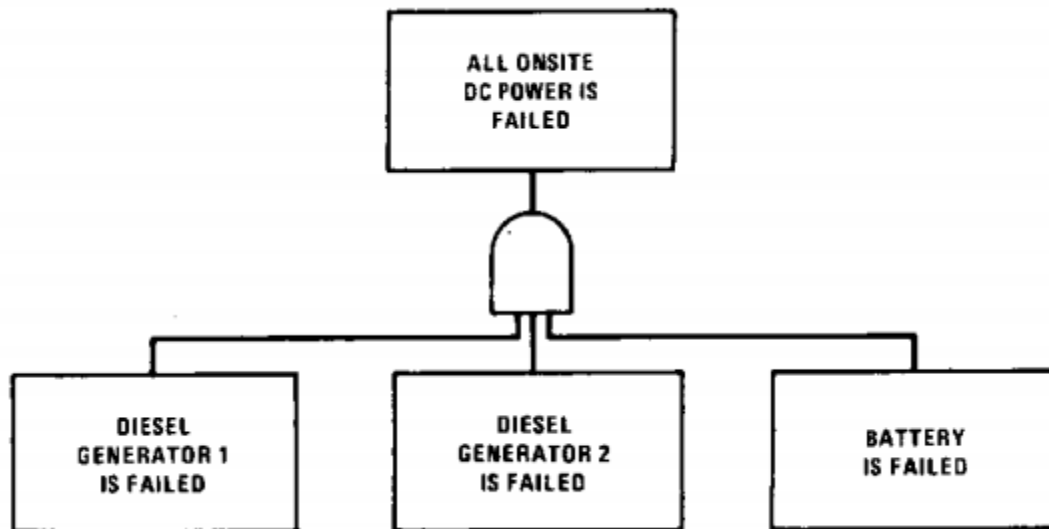 ALL ONSITE
DC POWER IS
FAILED
DIESEL
GENERATOR 1
IS FAILED
DIESEL
GENERATOR 2
IS FAILED
BATTERY
IS FAILED